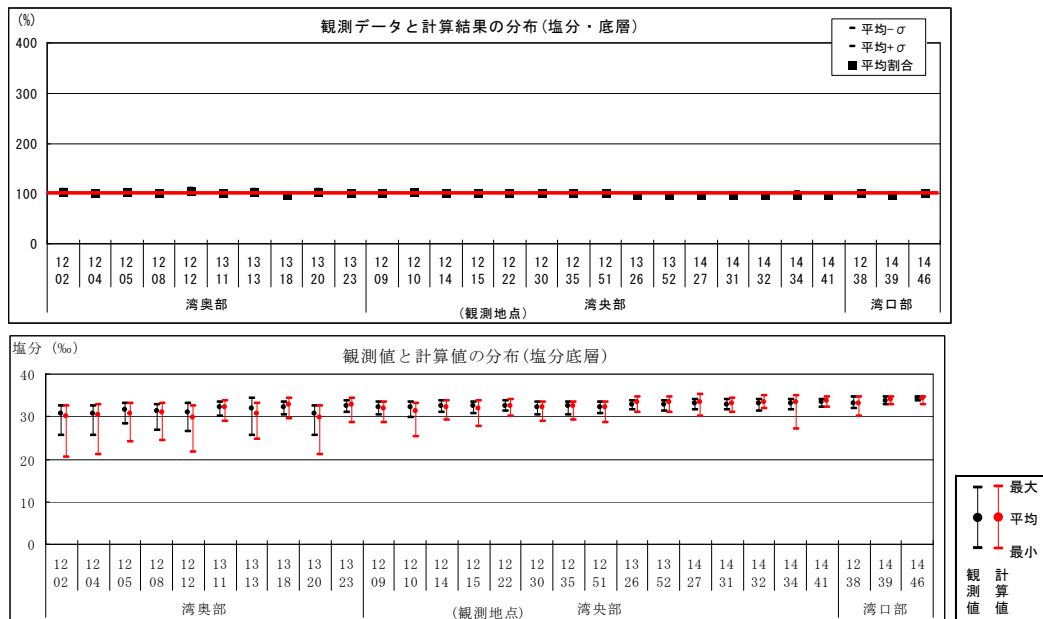 (%)
観測データと計算結果の分布(塩分・底層)
平均-σ
平均+σ
平均割合
400
300
200
100
0
12 12 12 12 12 13 13 13 13 13 12 12 12 12 12 12 12 12 13 13 14 14 14 14 14 12 14 14
02 04 05 08 12 11 13 18 20 23 09 10 14 15 22 30 35 51 26 52 27 31 32 34 41 38 39 46
湾奥部 湾央部 湾口部
(観測地点)
塩分 (‰)
観測値と計算値の分布(塩分底層)
40
30
20
10
0
12 12 12 12 12 13 13 13 13 13 12 12 12 12 12 12 12 12 13 13 14 14 14 14 14 12 14 14
02 04 05 08 12 11 13 18 20 23 09 10 14 15 22 30 35 51 26 52 27 31 32 34 41 38 39 46
湾奥部 (観測地点) 湾央部 湾口部
最大
平均
最小
観測値
計算値